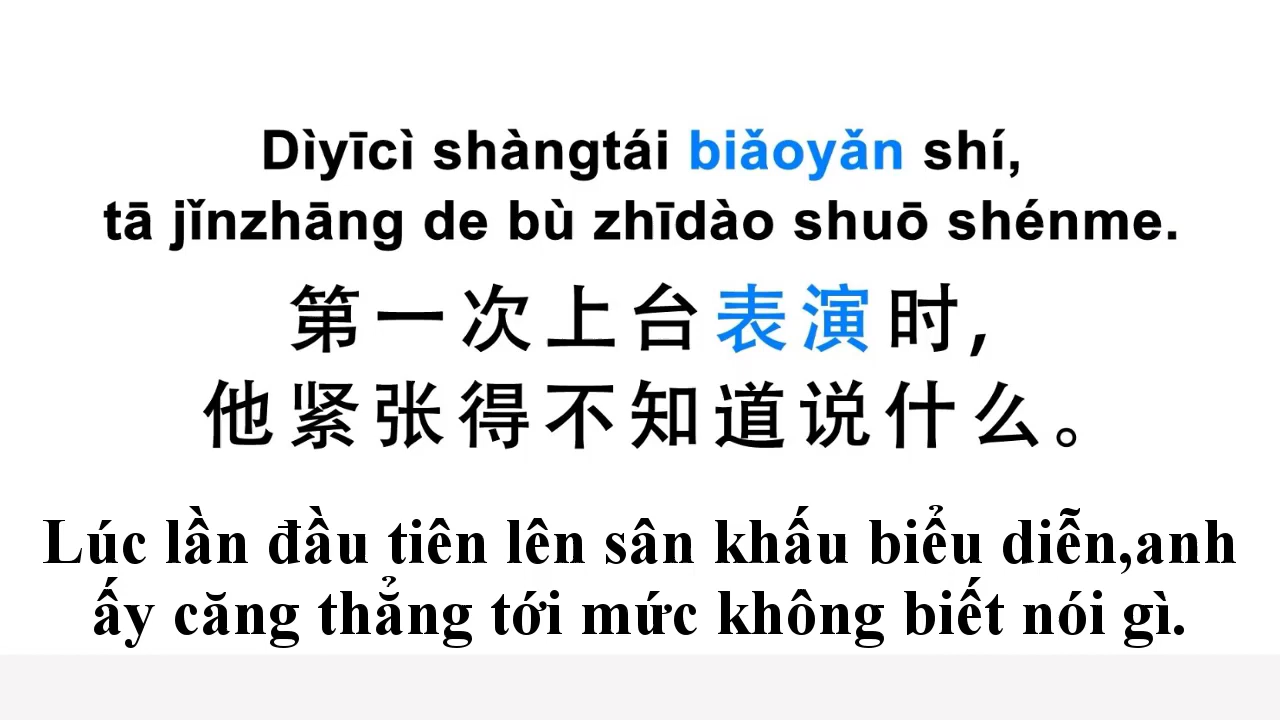 Dìyīcì shàngtái biǎoyǎn shí,
tā jǐnzhāng de bù zhīdào shuō shénme.
第一次上台表演时,
他紧张得不知道说什么。
Lúc lần đầu tiên lên sân khấu biểu diễn,anh
ấy căng thẳng tới mức không biết nói gì.